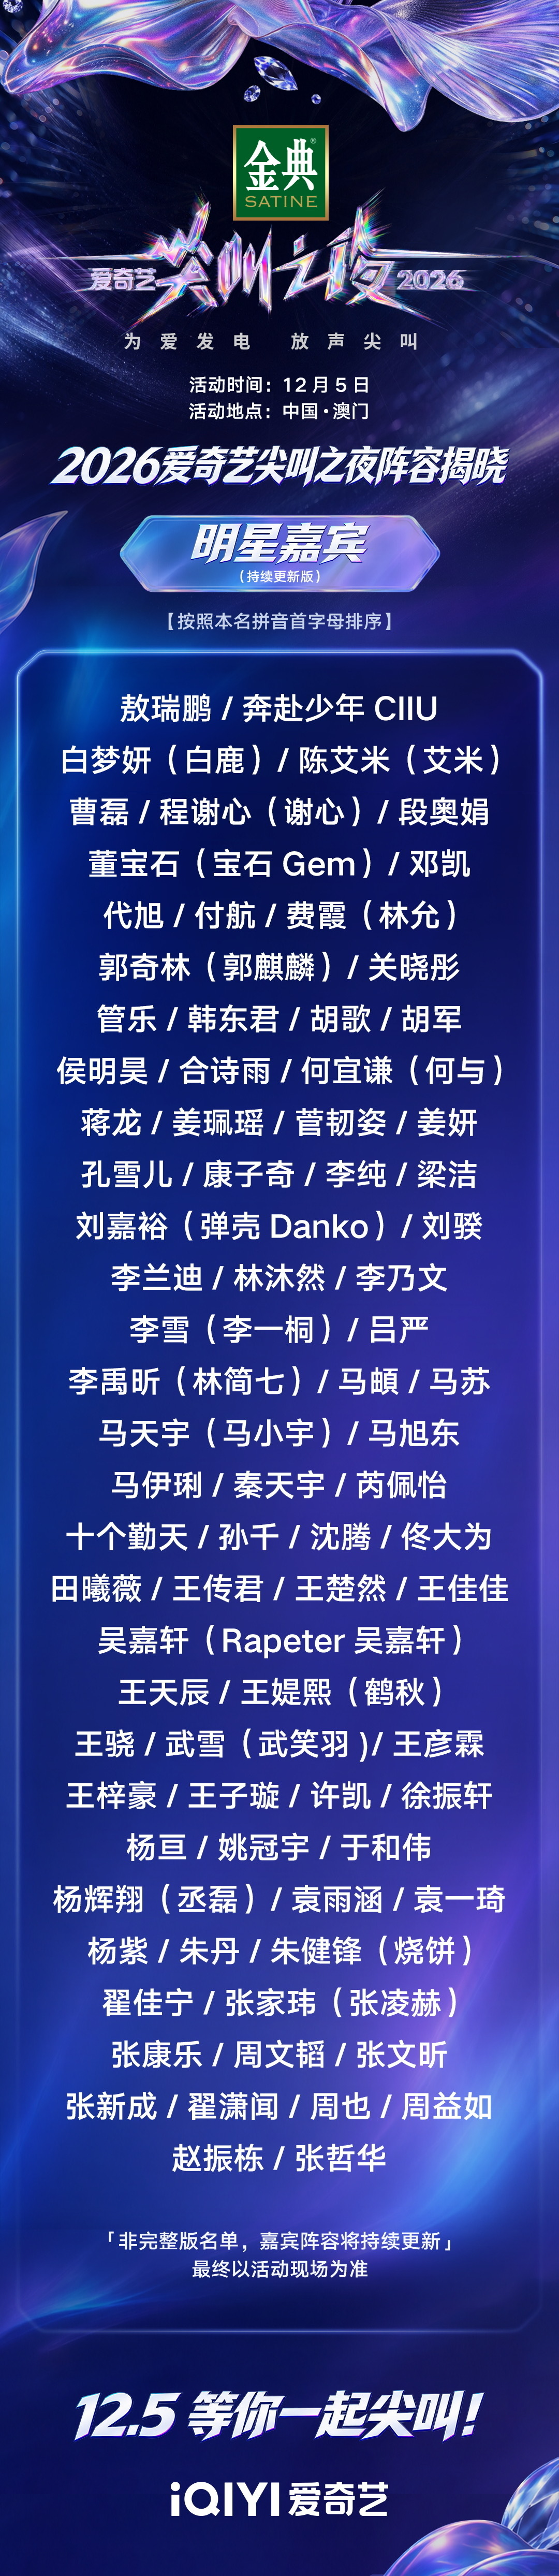 金典®
SATINE
爱奇艺尖叫之夜2026
为爱发电 放声尖叫
活动时间：12月5日
活动地点：中国·澳门
2026爱奇艺尖叫之夜阵容揭晓
明星嘉宾
（持续更新版）
【按照本名拼音首字母排序】
敖瑞鹏 / 奔赴少年 CIIU
白梦妍（白鹿）/ 陈艾米（艾米）
曹磊 / 程谢心（谢心）/ 段奥娟
董宝石（宝石 Gem）/ 邓凯
代旭 / 付航 / 费霞（林允）
郭奇林（郭麒麟）/ 关晓彤
管乐 / 韩东君 / 胡歌 / 胡军
侯明昊 / 合诗雨 / 何宜谦（何与）
蒋龙 / 姜珮瑶 / 菅韧姿 / 姜妍
孔雪儿 / 康子奇 / 李纯 / 梁洁
刘嘉裕（弹壳 Danko）/ 刘骙
李兰迪 / 林沐然 / 李乃文
李雪（李一桐）/ 吕严
李禹昕（林简七）/ 马頔 / 马苏
马天宇（马小宇）/ 马旭东
马伊琍 / 秦天宇 / 芮佩怡
十个勤天 / 孙千 / 沈腾 / 佟大为
田曦薇 / 王传君 / 王楚然 / 王佳佳
吴嘉轩（Rapeter 吴嘉轩）
王天辰 / 王媞熙（鹤秋）
王骁 / 武雪（武笑羽 )/ 王彦霖
王梓豪 / 王子璇 / 许凯 / 徐振轩
杨亘 / 姚冠宇 / 于和伟
杨辉翔（丞磊）/ 袁雨涵 / 袁一琦
杨紫 / 朱丹 / 朱健锋（烧饼）
翟佳宁 / 张家玮（张凌赫）
张康乐 / 周文韬 / 张文昕
张新成 / 翟潇闻 / 周也 / 周益如
赵振栋 / 张哲华
「非完整版名单，嘉宾阵容将持续更新」
最终以活动现场为准
12.5 等你一起尖叫！
iQIYI 爱奇艺